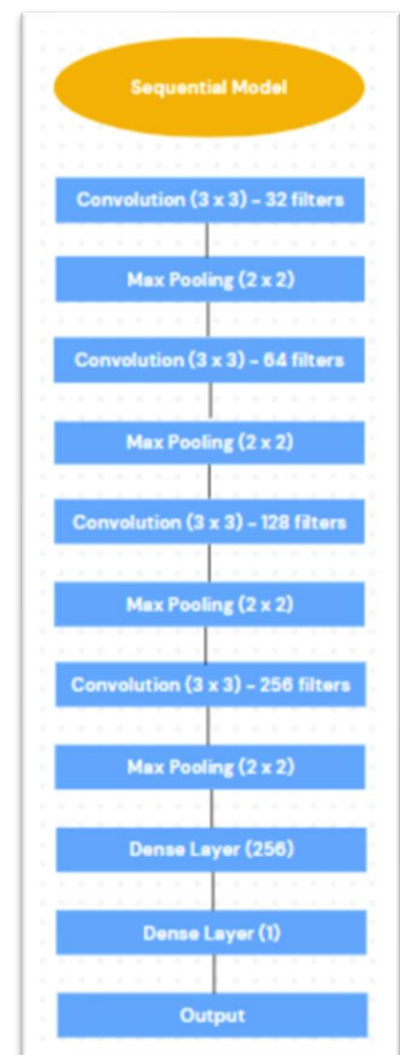 Sequential Model
Convolution (3 x 3) - 32 filters
Max Pooling (2 x 2)
Convolution (3 x 3) - 64 filters
Max Pooling (2 x 2)
Convolution (3 x 3) - 128 filters
Max Pooling (2 x 2)
Convolution (3 x 3) - 256 filters
Max Pooling (2 x 2)
Dense Layer (256)
Dense Layer (1)
Output